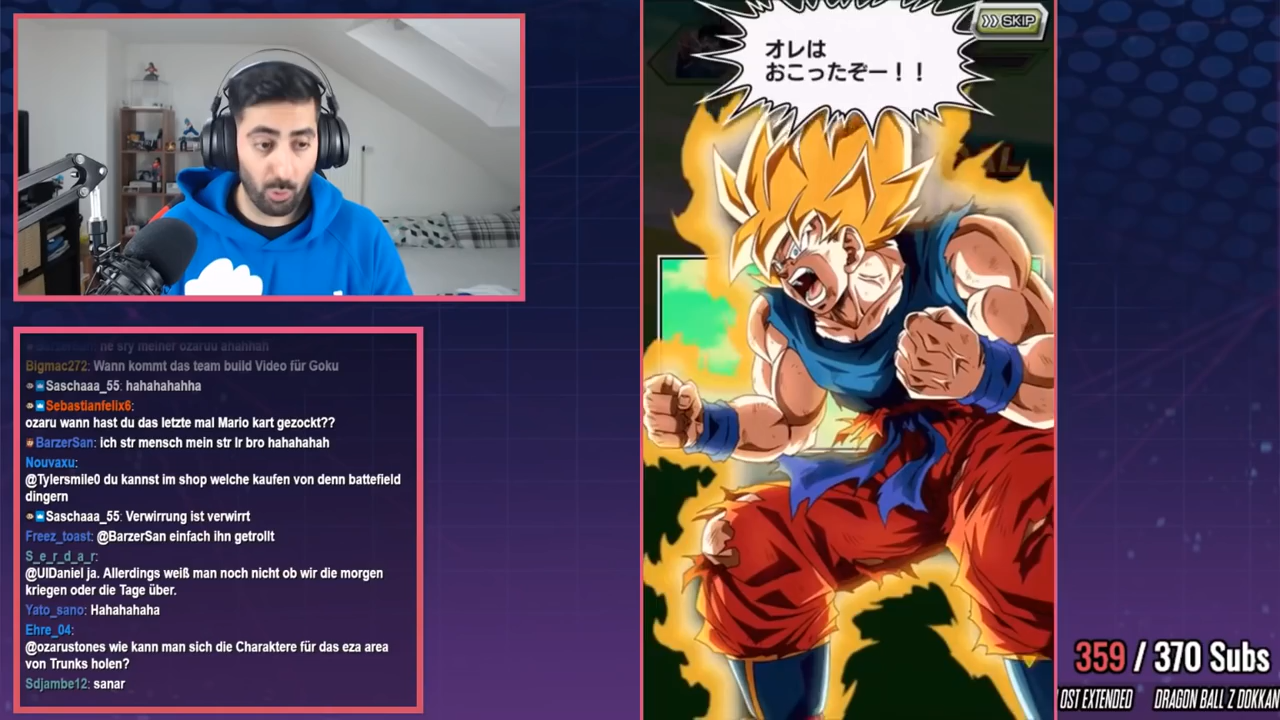 SKIP
オレは
おこったぞー！！
ne sry meiner ozaruu ahahhah
Bigmac272: Wann kommt das team build Video für Goku
Saschaaa_55: hahahahahha
Sebastianfelix6:
ozaru wann hast du das letzte mal Mario kart gezockt??
BarzerSan: ich str mensch mein str lr bro hahahahah
Nouvaxu:
@Tylersmile0 du kannst im shop welche kaufen von denn battefield
dingern
Saschaaa_55: Verwirrung ist verwirrt
Freez_toast: @BarzerSan einfach ihn getrollt
S_e_r_d_a_r:
@UIDaniel ja. Allerdings weiß man noch nicht ob wir die morgen
kriegen oder die Tage über.
Yato_sano: Hahahahaha
Ehre_04:
@ozarustones wie kann man sich die Charaktere für das eza area
von Trunks holen?
Sdjambe12: sanar
359 / 370 Subs
OST EXTENDED DRAGON BALL Z DOKKAN